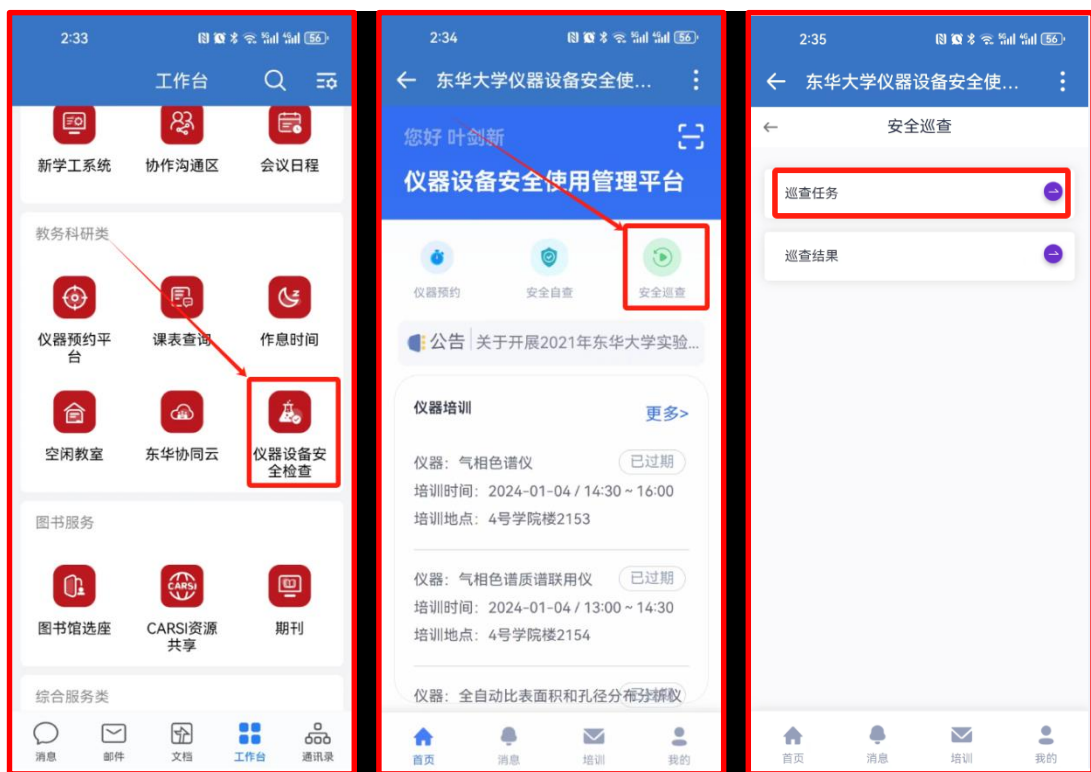 2:33
56
工作台
新学工系统
协作沟通区
会议日程
教务科研类
仪器预约平
台
课表查询
作息时间
空闲教室
东华协同云
仪器设备安
全检查
图书服务
图书馆选座
CARSI
CARSI资源
共享
期刊
综合服务类
消息
邮件
文档
工作台
通讯录
2:34
56
东华大学仪器设备安全使...
您好 叶剑新
仪器设备安全使用管理平台
仪器预约
安全自查
安全巡查
公告 关于开展2021年东华大学实验...
仪器培训
更多>
仪器：气相色谱仪
已过期
培训时间：2024-01-04 / 14:30 ~ 16:00
培训地点：4号学院楼2153
仪器：气相色谱质谱联用仪
已过期
培训时间：2024-01-04 / 13:00 ~ 14:30
培训地点：4号学院楼2154
仪器：全自动比表面积和孔径分布分析仪
首页
消息
培训
我的
2:35
56
东华大学仪器设备安全使...
安全巡查
巡查任务
巡查结果
首页
消息
培训
我的